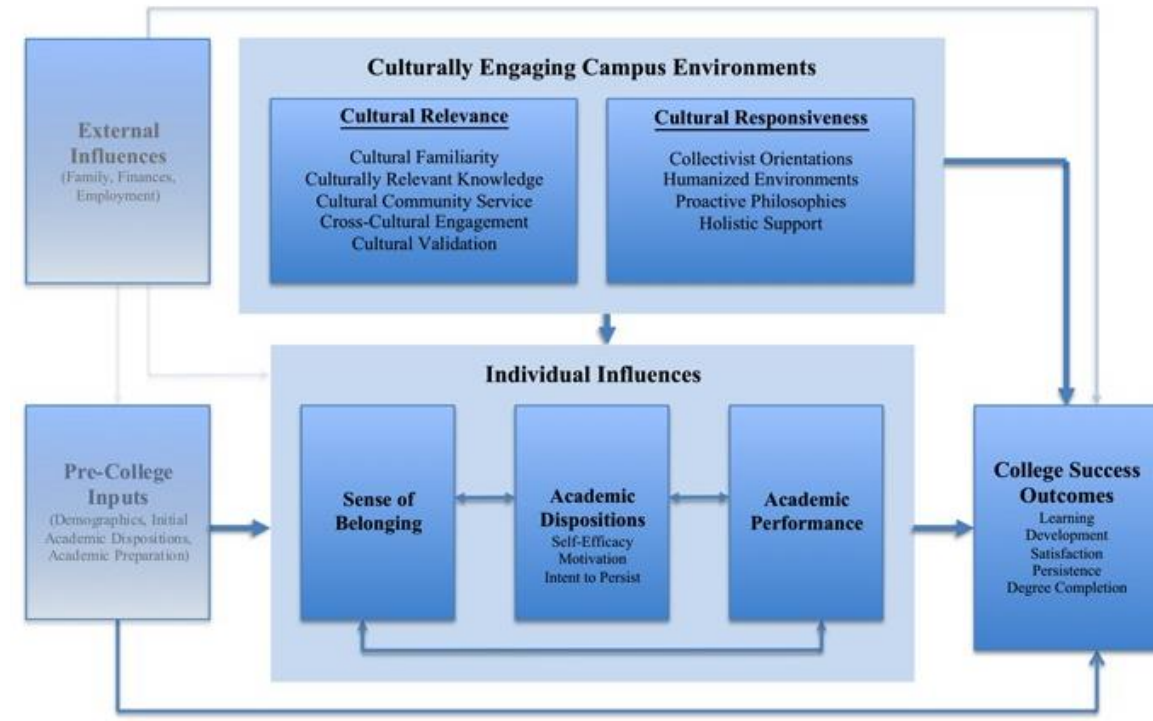 External
Influences
(Family, Finances,
Employment)
Culturally Engaging Campus Environments
Cultural Relevance
Cultural Familiarity
Culturally Relevant Knowledge
Cultural Community Service
Cross-Cultural Engagement
Cultural Validation
Cultural Responsiveness
Collectivist Orientations
Humanized Environments
Proactive Philosophies
Holistic Support
Pre-College
Inputs
(Demographics, Initial
Academic Dispositions,
Academic Preparation)
Individual Influences
Sense of
Belonging
Academic
Dispositions
Self-Efficacy
Motivation
Intent to Persist
Academic
Performance
College Success
Outcomes
Learning
Development
Satisfaction
Persistence
Degree Completion